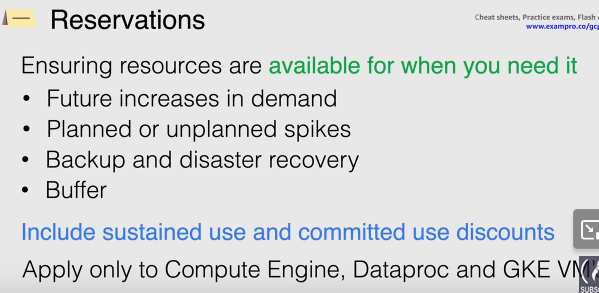 Reservations
Cheat sheets, Practice exams, Flash
www.exampro.co/gcp
Ensuring resources are available for when you need it
• Future increases in demand
• Planned or unplanned spikes
• Backup and disaster recovery
• Buffer
Include sustained use and committed use discounts
Apply only to Compute Engine, Dataproc and GKE VM's
SUBS